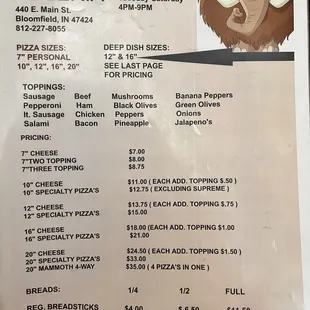 440 E. Main St.
Bloomfield, IN 47424
812-227-8055
4PM-9PM
PIZZA SIZES:
7" PERSONAL
10", 12", 16", 20"
DEEP DISH SIZES:
12" & 16"
SEE LAST PAGE
FOR PRICING
TOPPINGS:
Sausage Beef Mushrooms Banana Peppers
Pepperoni Ham Black Olives Green Olives
It. Sausage Chicken Peppers Onions
Salami Bacon Pineapple Jalapeno's
PRICING:
7" CHEESE $7.00
7"TWO TOPPING $8.00
7"THREE TOPPING $8.75
10" CHEESE $11.00 ( EACH ADD. TOPPING $.50 )
10" SPECIALTY PIZZA'S $12.75 ( EXCLUDING SUPREME )
12" CHEESE $13.75 ( EACH ADD. TOPPING $.75 )
12" SPECIALTY PIZZA'S $15.00
16" CHEESE $18.00 (EACH ADD. TOPPING $1.00
16" SPECIALTY PIZZA'S $21.00
20" CHEESE $24.50 ( EACH ADD. TOPPING $1.50 )
20" SPECIALTY PIZZA'S $33.00
20" MAMMOTH 4-WAY $35.00 ( 4 PIZZA'S IN ONE )
BREADS: 1/4 1/2 FULL
REG. BREADSTICKS $4.00 $6.50